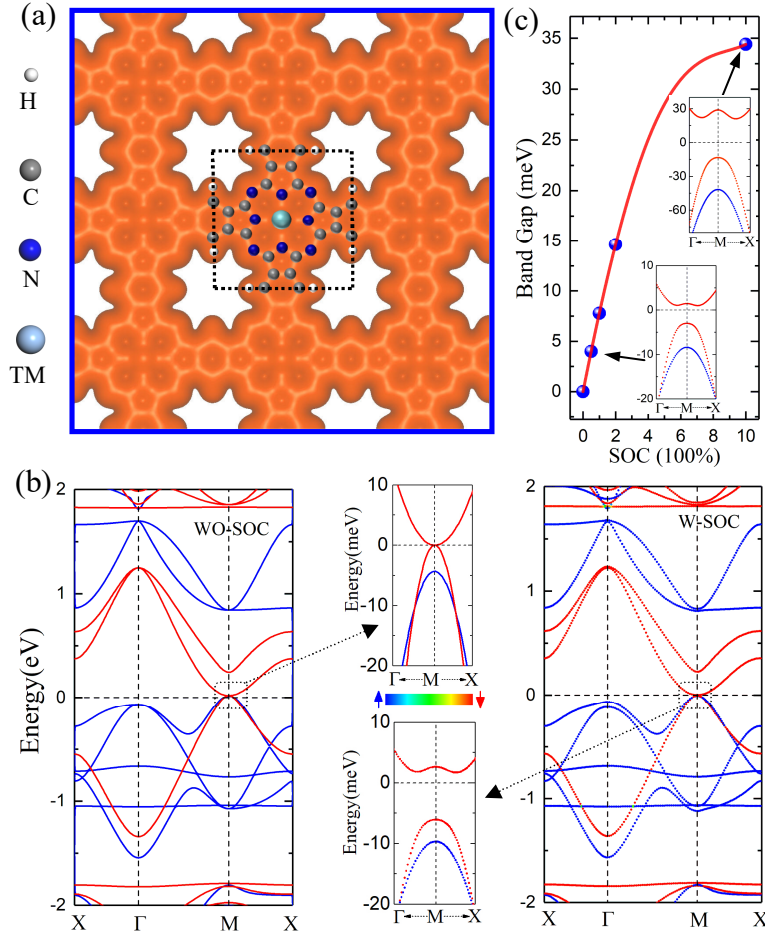 (a)
H
C
N
TM
(c)
35
30
25
20
15
10
5
0
Band Gap (meV)
0 2 4 6 8 10
SOC (100%)
30
0
-30
-60
Γ M X
10
0
-10
-20
Γ M X
(b)
2
1
0
-1
-2
Energy(eV)
WO-SOC
X Γ M X
10
0
-10
-20
Energy(meV)
Γ M X
10
0
-10
-20
Energy(meV)
Γ M X
2
1
0
-1
-2
W-SOC
X Γ M X